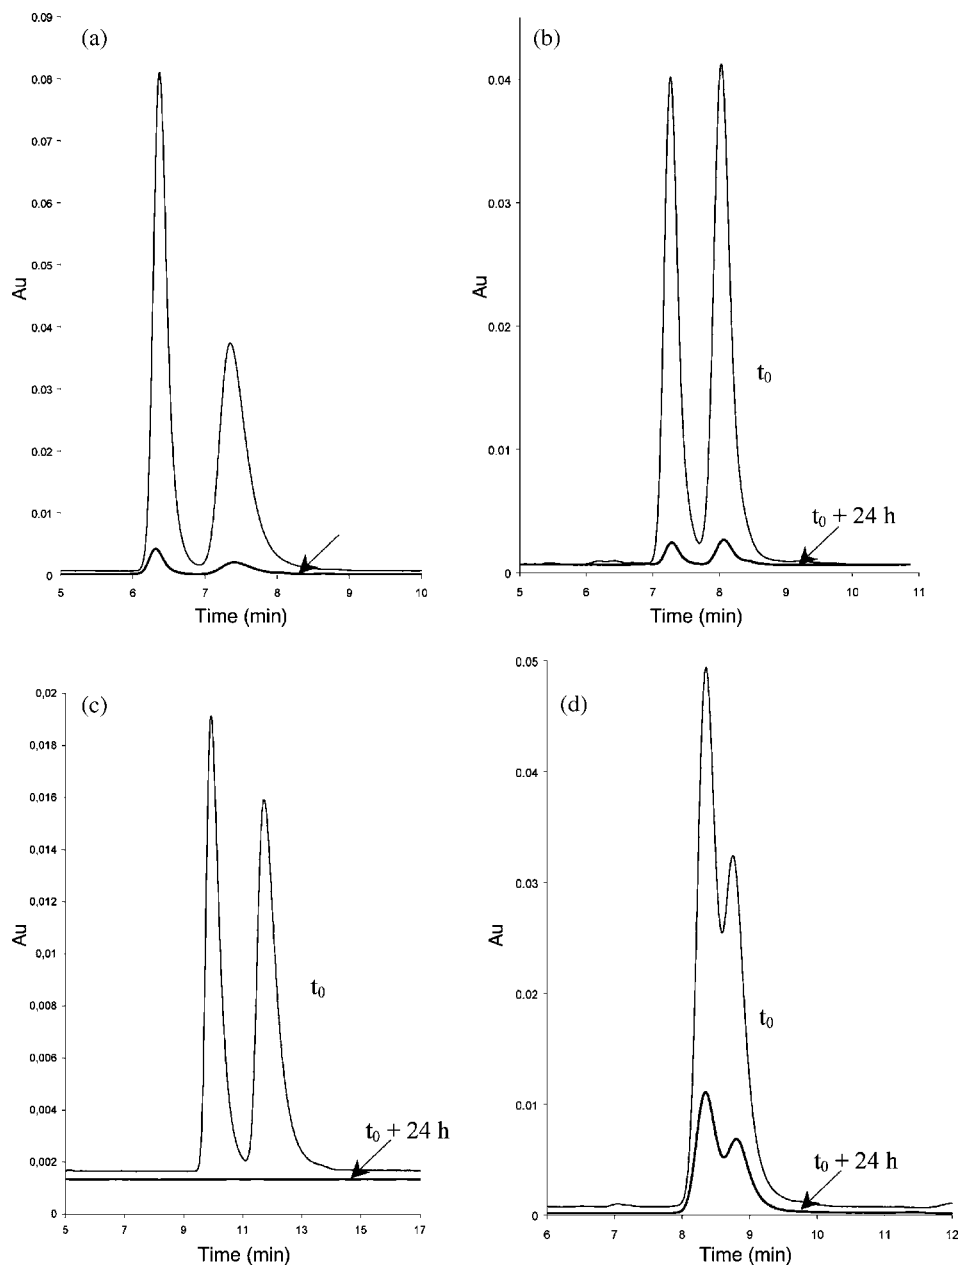 (a)
0.09
0.08
0.07
0.06
0.05
0.04
0.03
0.02
0.01
0
Au
5 6 7 8 9 10
Time (min)
(b)
0.04
0.03
0.02
0.01
0
Au
t₀
t₀ + 24 h
5 6 7 8 9 10 11
Time (min)
(c)
0,02
0,018
0,016
0,014
0,012
0,01
0,008
0,006
0,004
0,002
0
Au
t₀
t₀ + 24 h
5 7 9 11 13 15 17
Time (min)
(d)
0.05
0.04
0.03
0.02
0.01
0.00
Au
t₀
t₀ + 24 h
6 7 8 9 10 11 12
Time (min)